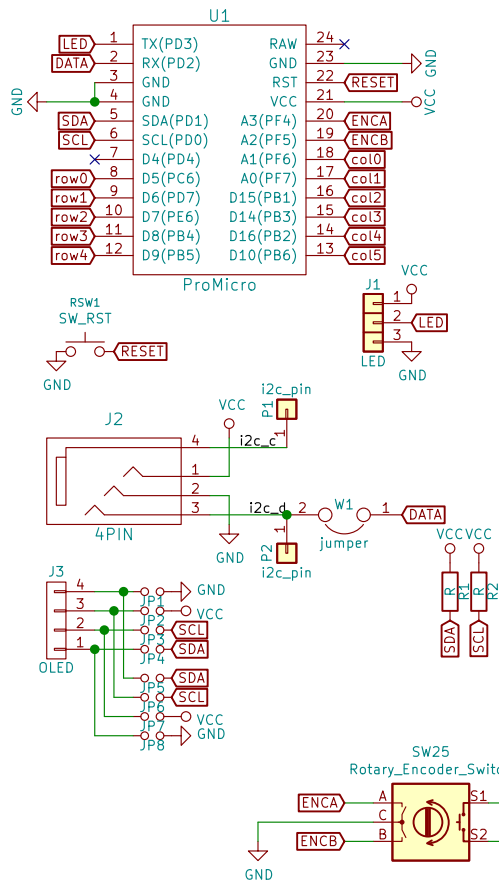 U1
LED 1 TX(PD3) RAW 24
DATA 2 RX(PD2) GND 23 GND
3 GND RST 22 RESET
GND 4 GND VCC 21 VCC
SDA 5 SDA(PD1) A3(PF4) 20 ENCA
SCL 6 SCL(PD0) A2(PF5) 19 ENCB
7 D4(PD4) A1(PF6) 18 col0
row0 8 D5(PC6) A0(PF7) 17 col1
row1 9 D6(PD7) D15(PB1) 16 col2
row2 10 D7(PE6) D14(PB3) 15 col3
row3 11 D8(PB4) D16(PB2) 14 col4
row4 12 D9(PB5) D10(PB6) 13 col5
ProMicro
RSW1
SW_RST
RESET
GND
J1 VCC
1
2 LED
3
LED GND
J2 VCC
i2c_pin
P1
1
4 i2c_c
1
2
3 i2c_d
4PIN
GND
2 W1 1 DATA
jumper
1
P2
i2c_pin
VCC VCC
R R1 R R2
SDA SCL
J3
4 JP1 GND
3 JP2 VCC
2 JP3 SCL
1 JP4 SDA
OLED
JP5 SDA
JP6 SCL
JP7 VCC
JP8 GND
SW25
Rotary_Encoder_Switc
ENCA A S1
C
ENCB B S2
GND